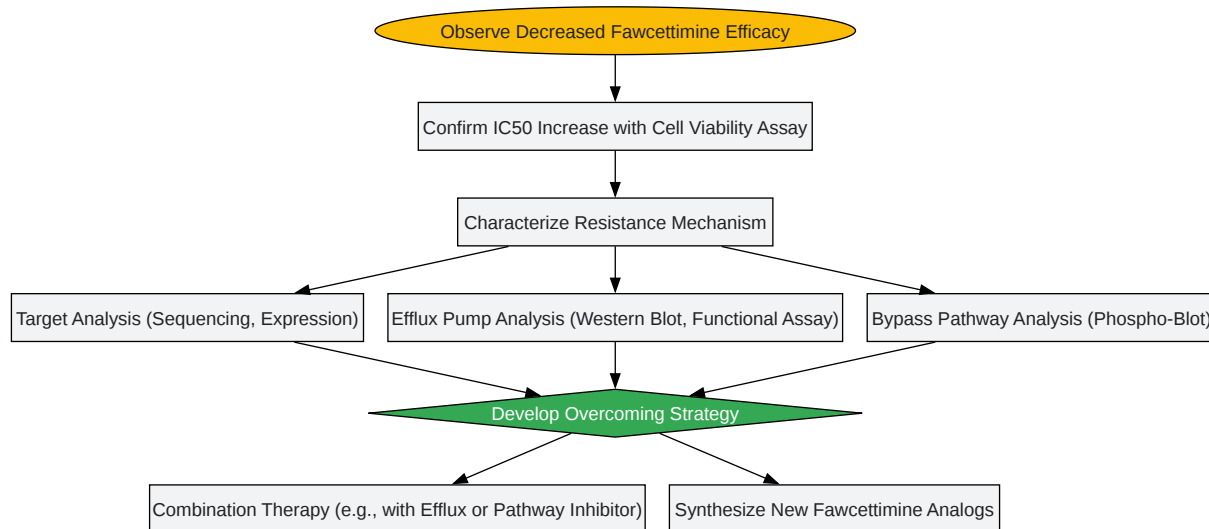 Observe Decreased Fawcettimine Efficacy
Confirm IC50 Increase with Cell Viability Assay
Characterize Resistance Mechanism
Target Analysis (Sequencing, Expression)
Efflux Pump Analysis (Western Blot, Functional Assay)
Bypass Pathway Analysis (Phospho-Blot)
Develop Overcoming Strategy
Combination Therapy (e.g., with Efflux or Pathway Inhibitor)
Synthesize New Fawcettimine Analogs